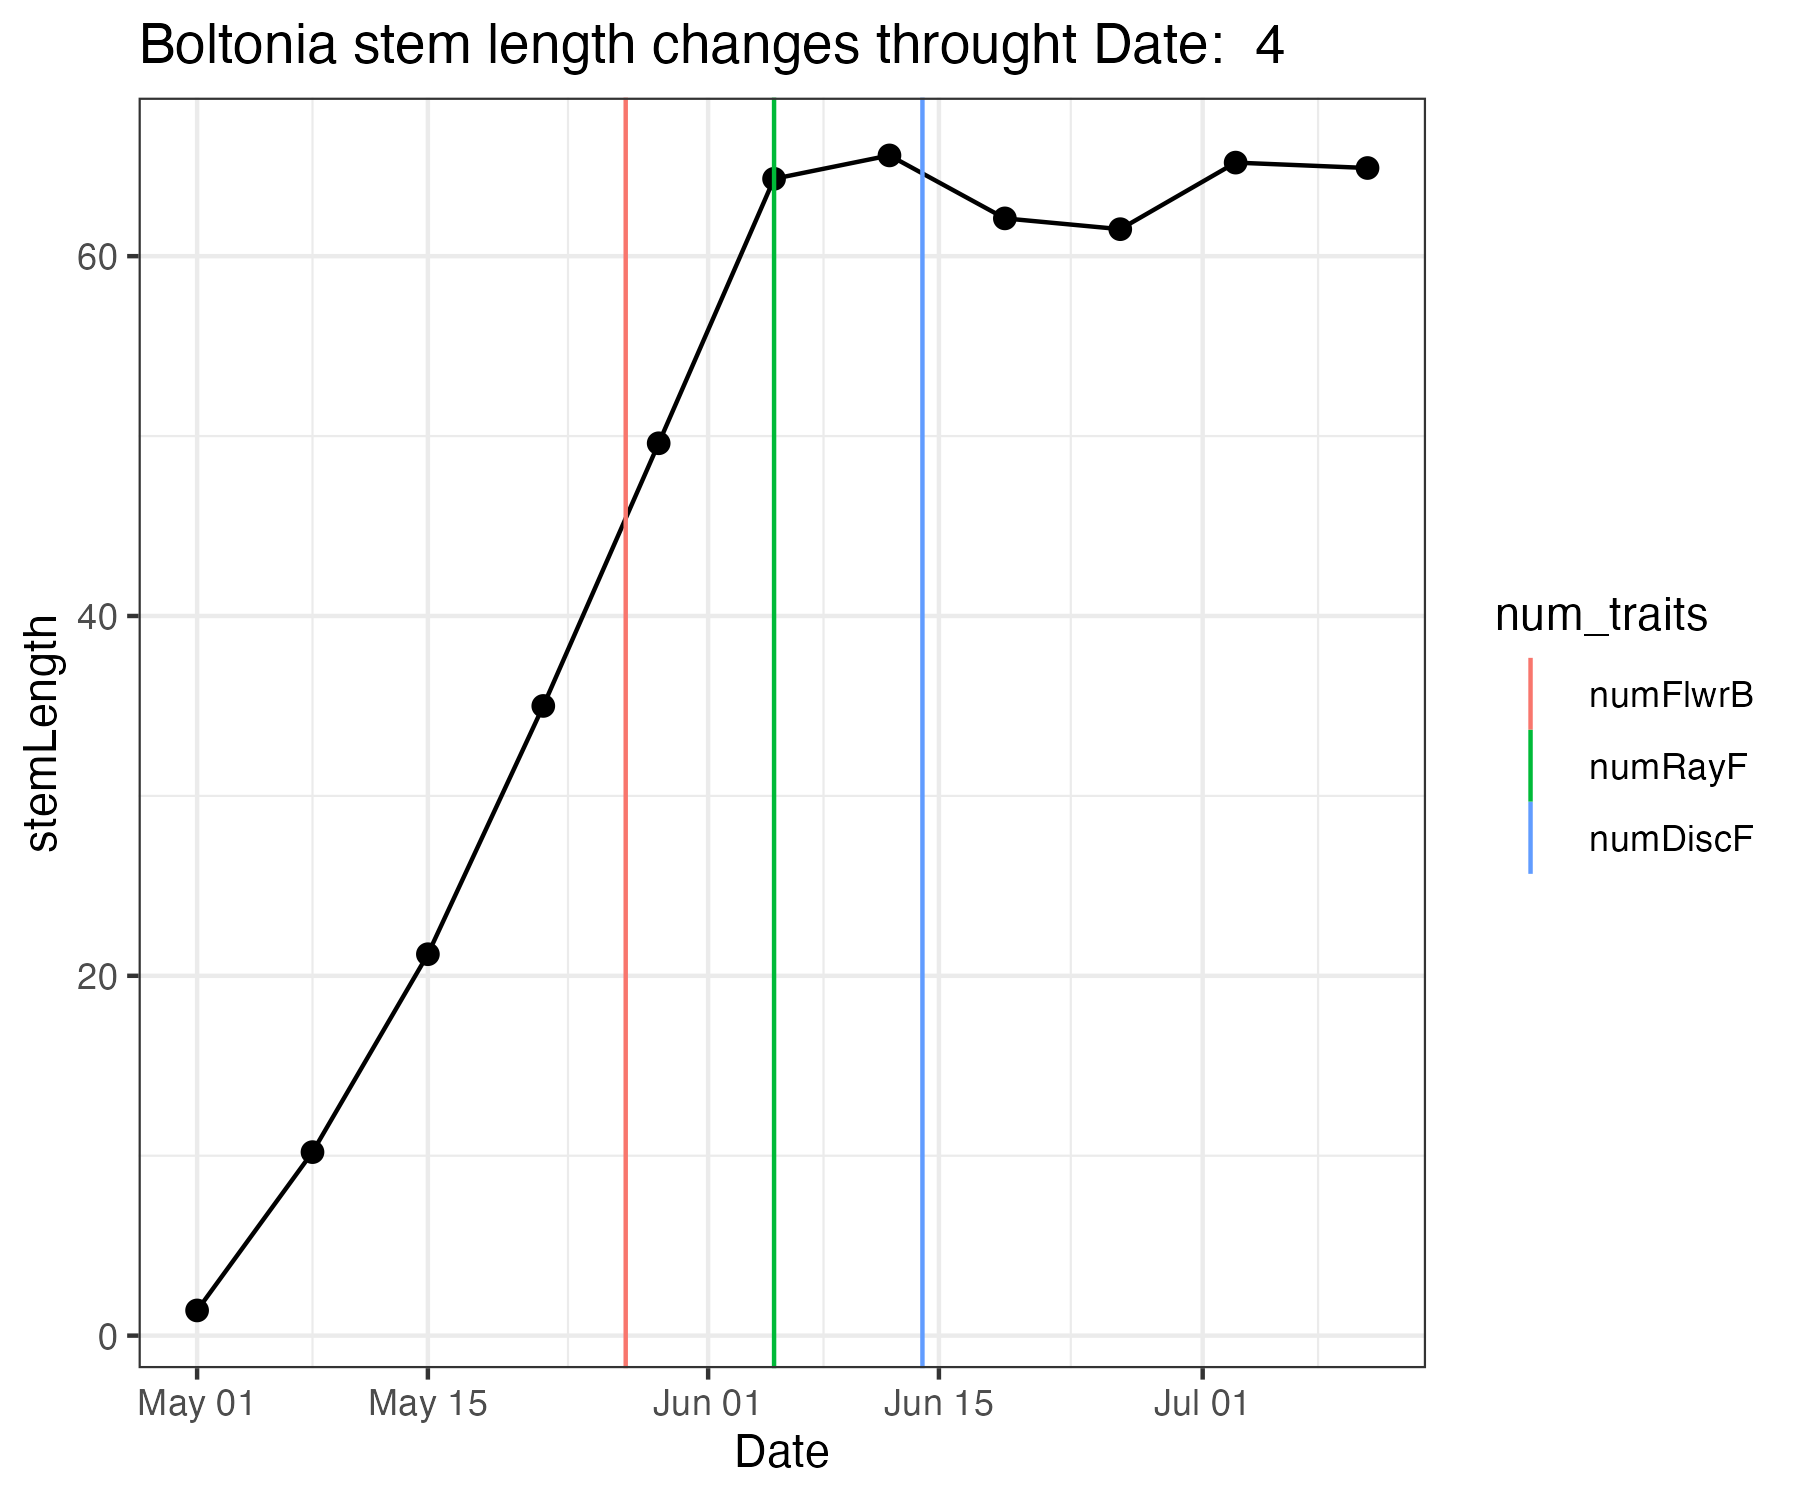 Boltonia stem length changes throught Date:  4
stemLength
60
40
20
0
May 01
May 15
Jun 01
Jun 15
Jul 01
Date
num_traits
numFlwrB
numRayF
numDiscF